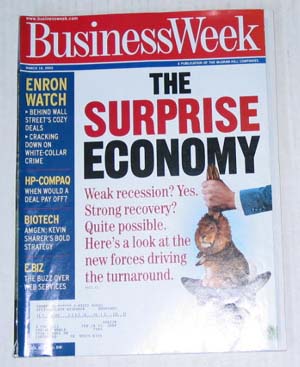 www.businessweek.com
BusinessWeek
MARCH 18, 2002
A PUBLICATION OF THE McGRAW-HILL COMPANIES
ENRON
WATCH
BEHIND WALL
STREET'S COZY
DEALS
CRACKING
DOWN ON
WHITE-COLLAR
CRIME
HP-COMPAQ
WHEN WOULD A
DEAL PAY OFF?
BIOTECH
AMGEN: KEVIN
SHARER'S BOLD
STRATEGY
E.BIZ
THE BUZZ OVER
WEB SERVICES
THE
SURPRISE
ECONOMY
Weak recession? Yes.
Strong recovery?
Quite possible.
Here's a look at the
new forces driving
the turnaround.